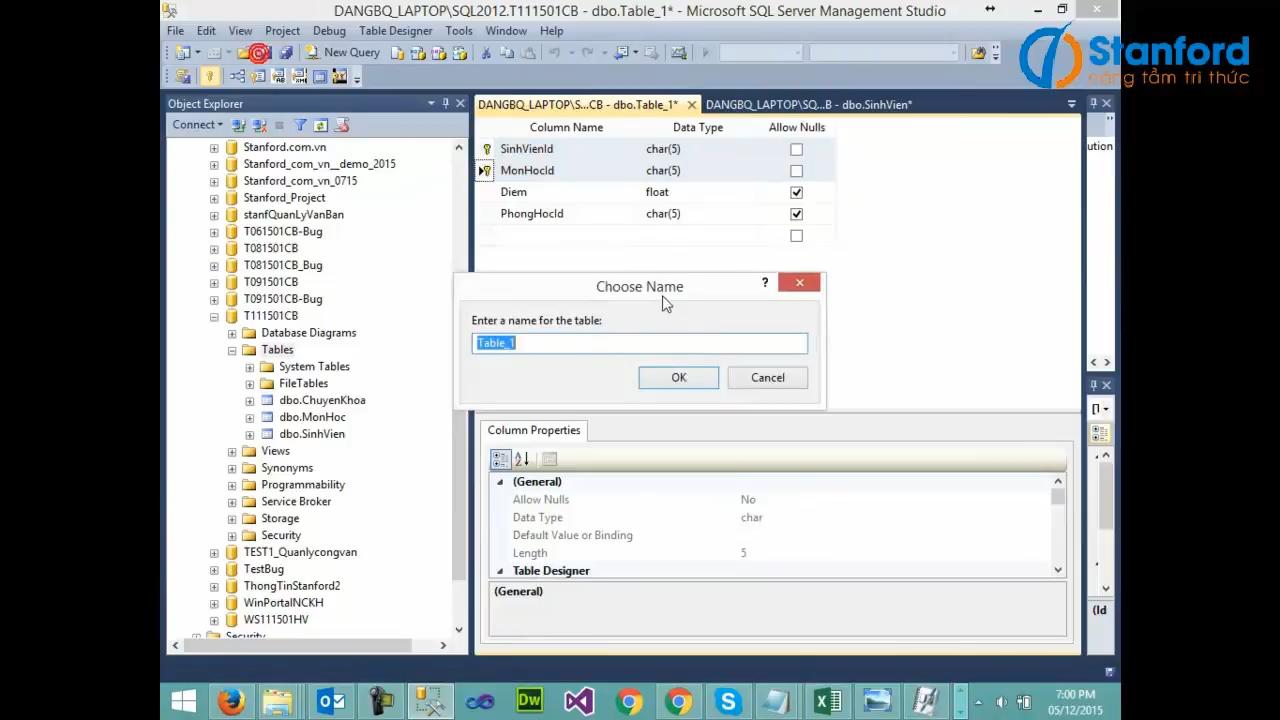 DANGBQ_LAPTOP\SQL2012.T111501CB - dbo.Table_1* - Microsoft SQL Server Management Studio
File Edit View Project Debug Table Designer Tools Window Help
New Query
Stanford
nâng tầm tri thức
Object Explorer
Connect
Stanford.com.vn
Stanford_com_vn__demo_2015
Stanford_com_vn_0715
Stanford_Project
stanfQuanLyVanBan
T061501CB-Bug
T081501CB
T081501CB_Bug
T091501CB
T091501CB-Bug
T111501CB
Database Diagrams
Tables
System Tables
FileTables
dbo.ChuyenKhoa
dbo.MonHoc
dbo.SinhVien
Views
Synonyms
Programmability
Service Broker
Storage
Security
TEST1_Quanlycongvan
TestBug
ThongTinStanford2
WinPortalNCKH
WS111501HV
Security
DANGBQ_LAPTOP\S...CB - dbo.Table_1* DANGBQ_LAPTOP\SQ...B - dbo.SinhVien*
Column Name Data Type Allow Nulls
SinhVienId char(5)
MonHocId char(5)
Diem float
PhongHocId char(5)
Choose Name
Enter a name for the table:
Table_1
OK Cancel
Column Properties
(General)
Allow Nulls No
Data Type char
Default Value or Binding
Length 5
Table Designer
(General)
ution
(Id
7:00 PM
05/12/2015